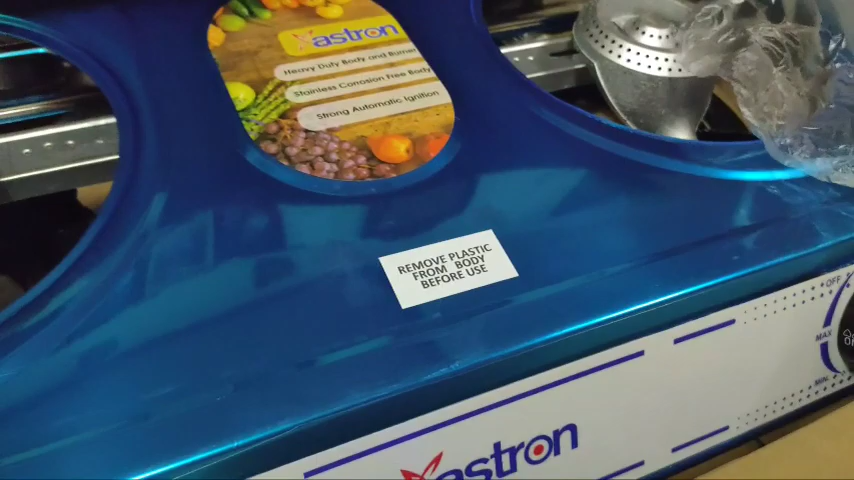 astron
Heavy Duty Body and Burner
Stainless Corrosion Free Body
Strong Automatic Ignition
REMOVE PLASTIC
FROM BODY
BEFORE USE
OFF
MAX
MIN
astron